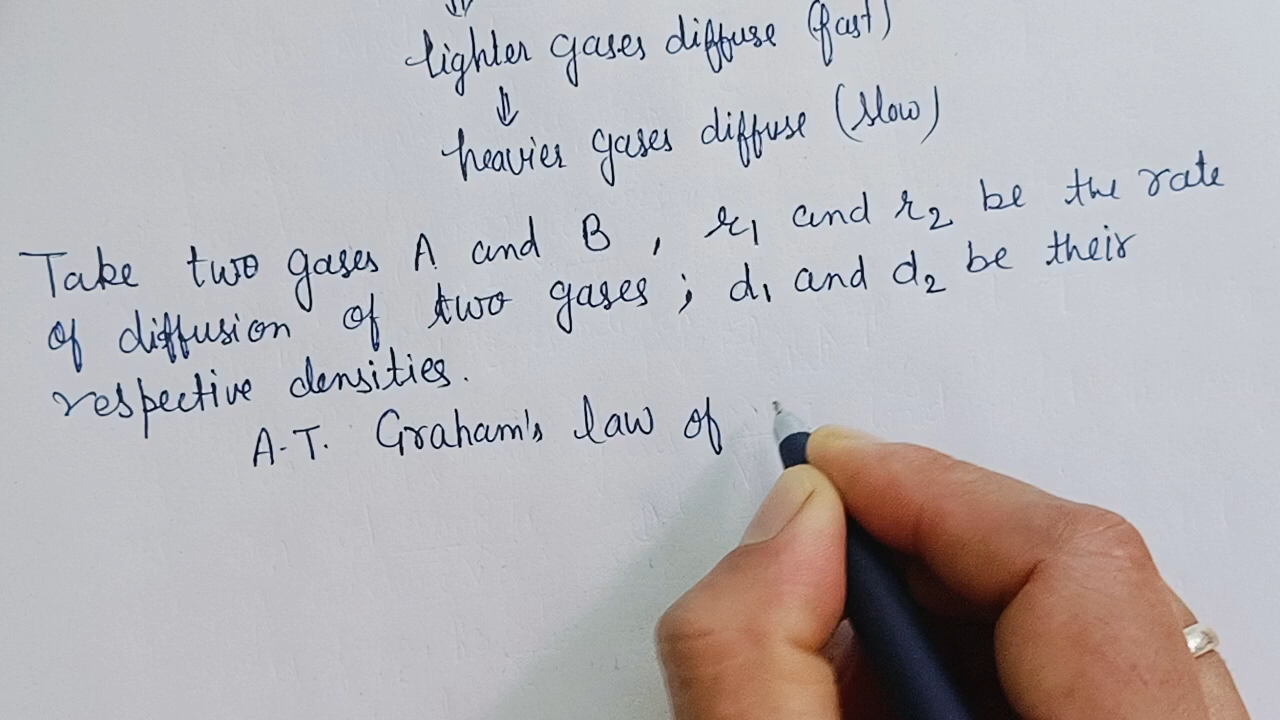 lighter gases diffuse (fast)
heavier gases diffuse (slow)
Take two gases A and B , r1 and r2 be the rate
of diffusion of two gases ; d1 and d2 be their
respective densities.
A.T. Graham's law of